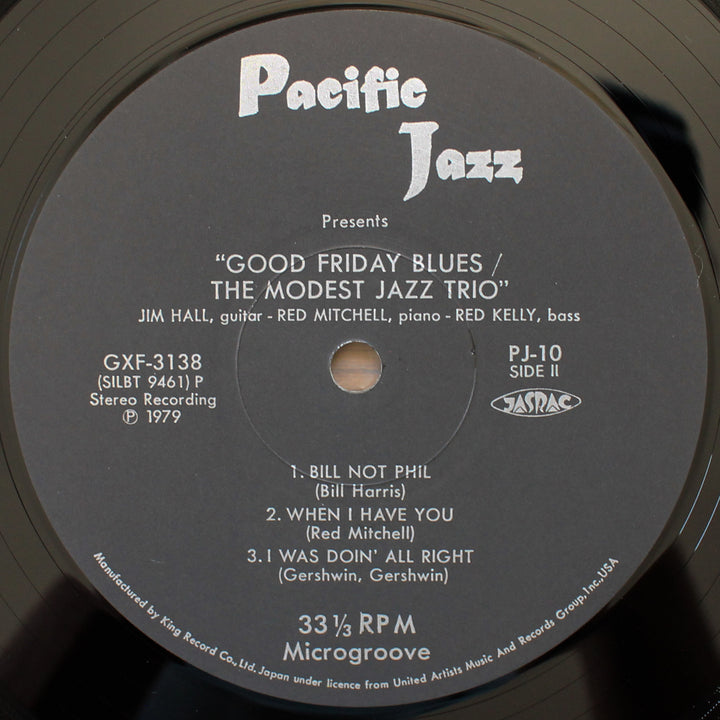 Pacific
Jazz
Presents
"GOOD FRIDAY BLUES /
THE MODEST JAZZ TRIO"
JIM HALL, guitar - RED MITCHELL, piano - RED KELLY, bass
GXF-3138
(SILBT 9461) P
Stereo Recording
℗ 1979
PJ-10
SIDE II
JASRAC
1. BILL NOT PHIL
(Bill Harris)
2. WHEN I HAVE YOU
(Red Mitchell)
3. I WAS DOIN' ALL RIGHT
(Gershwin, Gershwin)
33 1/3 RPM
Microgroove
Manufactured by King Record Co., Ltd. Japan under licence from United Artists Music And Records Group, Inc, USA